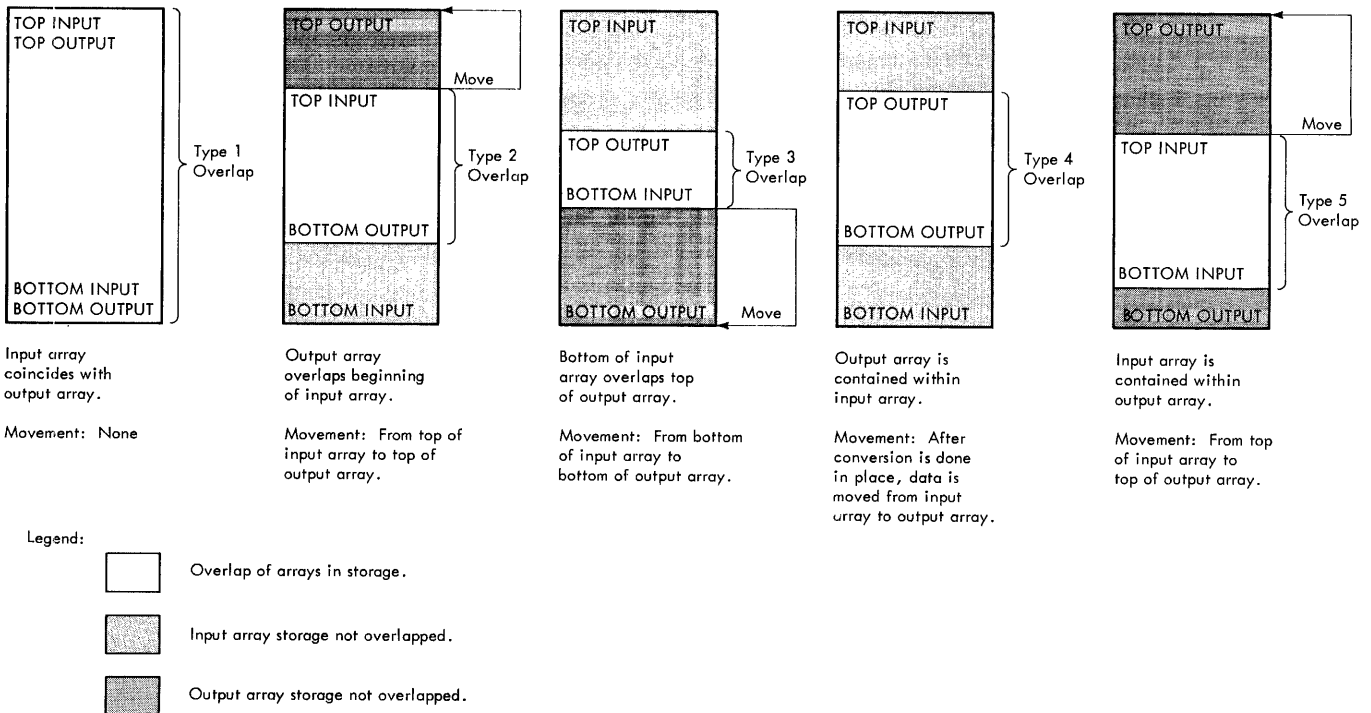 TOP INPUT
TOP OUTPUT
BOTTOM INPUT
BOTTOM OUTPUT
Type 1
Overlap
Input array
coincides with
output array.
Movement: None
TOP OUTPUT
Move
TOP INPUT
Type 2
Overlap
BOTTOM OUTPUT
BOTTOM INPUT
Output array
overlaps beginning
of input array.
Movement: From top of
input array to top of
output array.
TOP INPUT
TOP OUTPUT
Type 3
Overlap
BOTTOM INPUT
BOTTOM OUTPUT
Move
Bottom of input
array overlaps top
of output array.
Movement: From bottom
of input array to
bottom of output array.
TOP INPUT
TOP OUTPUT
Type 4
Overlap
BOTTOM OUTPUT
BOTTOM INPUT
Output array is
contained within
input array.
Movement: After
conversion is done
in place, data is
moved from input
array to output array.
TOP OUTPUT
Move
TOP INPUT
Type 5
Overlap
BOTTOM INPUT
BOTTOM OUTPUT
Input array is
contained within
output array.
Movement: From top
of input array to
top of output array.
Legend:
Overlap of arrays in storage.
Input array storage not overlapped.
Output array storage not overlapped.